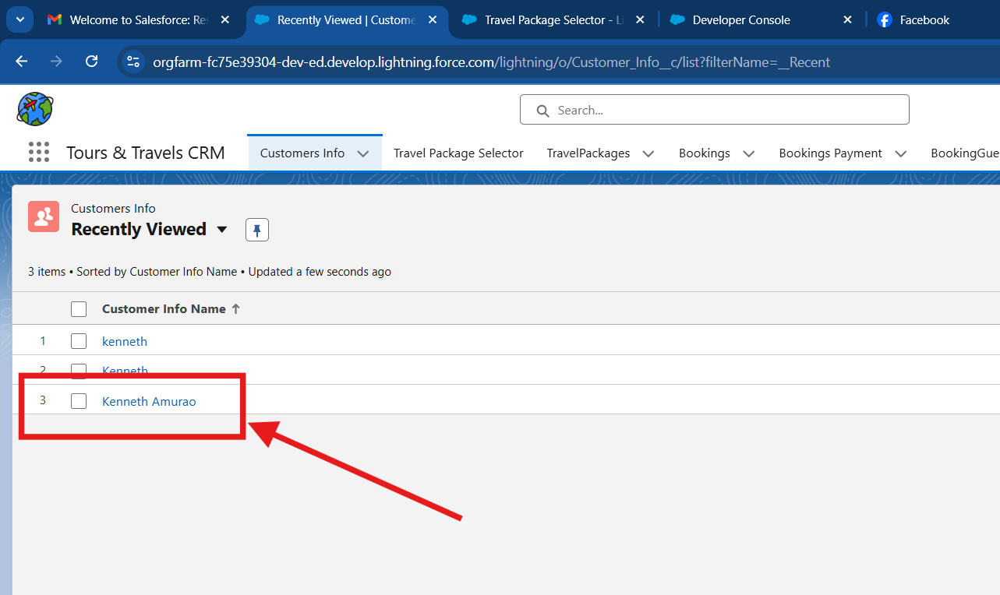 Welcome to Salesforce: Res
Recently Viewed | Custome
Travel Package Selector - Li
Developer Console
Facebook
orgfarm-fc75e39304-dev-ed.develop.lightning.force.com/lightning/o/Customer_Info__c/list?filterName=__Recent
Search...
Tours & Travels CRM
Customers Info
Travel Package Selector
TravelPackages
Bookings
Bookings Payment
BookingGue
Customers Info
Recently Viewed
3 items • Sorted by Customer Info Name • Updated a few seconds ago
Customer Info Name ↑
1 kenneth
2 Kenneth
3 Kenneth Amurao